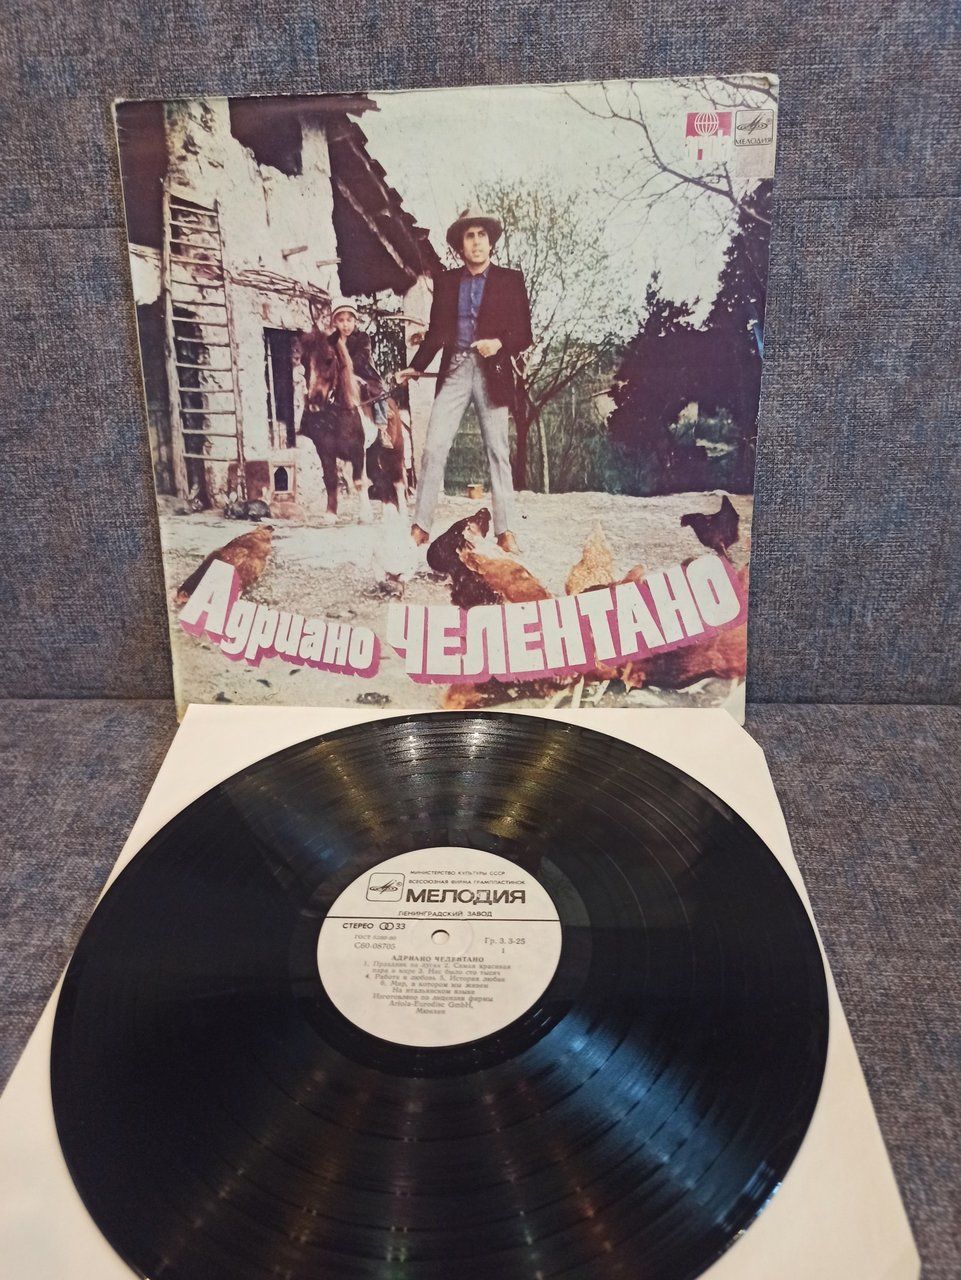 МЕЛОДИЯ
Адриано ЧЕЛЕНТАНО
МИНИСТЕРСТВО КУЛЬТУРЫ СССР
ВСЕСОЮЗНАЯ ФИРМА ГРАМПЛАСТИНОК
МЕЛОДИЯ
ЛЕНИНГРАДСКИЙ ЗАВОД
СТЕРЕО 33
ГОСТ 5289-80
С60-08705
Гр. 3. 3-25
1
АДРИАНО ЧЕЛЕНТАНО
1. Праздник на лугах 2. Самая красивая
пара в мире 3. Нас было сто тысяч
4. Работа и любовь 5. История любви
6. Мир, в котором мы живем
На итальянском языке
Изготовлено по лицензии фирмы
Ariola-Eurodisc GmbH,
Мюнхен